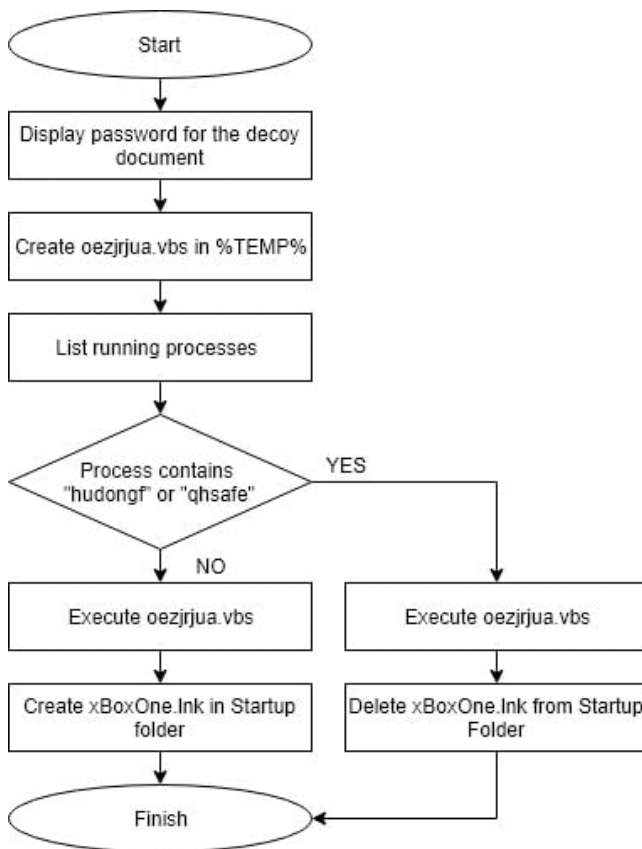 Start
Display password for the decoy
document
Create oezjrjua.vbs in %TEMP%
List running processes
Process contains
"hudongf" or "qhsafe"
YES
NO
Execute oezjrjua.vbs
Execute oezjrjua.vbs
Create xBoxOne.lnk in Startup
folder
Delete xBoxOne.lnk from Startup
Folder
Finish